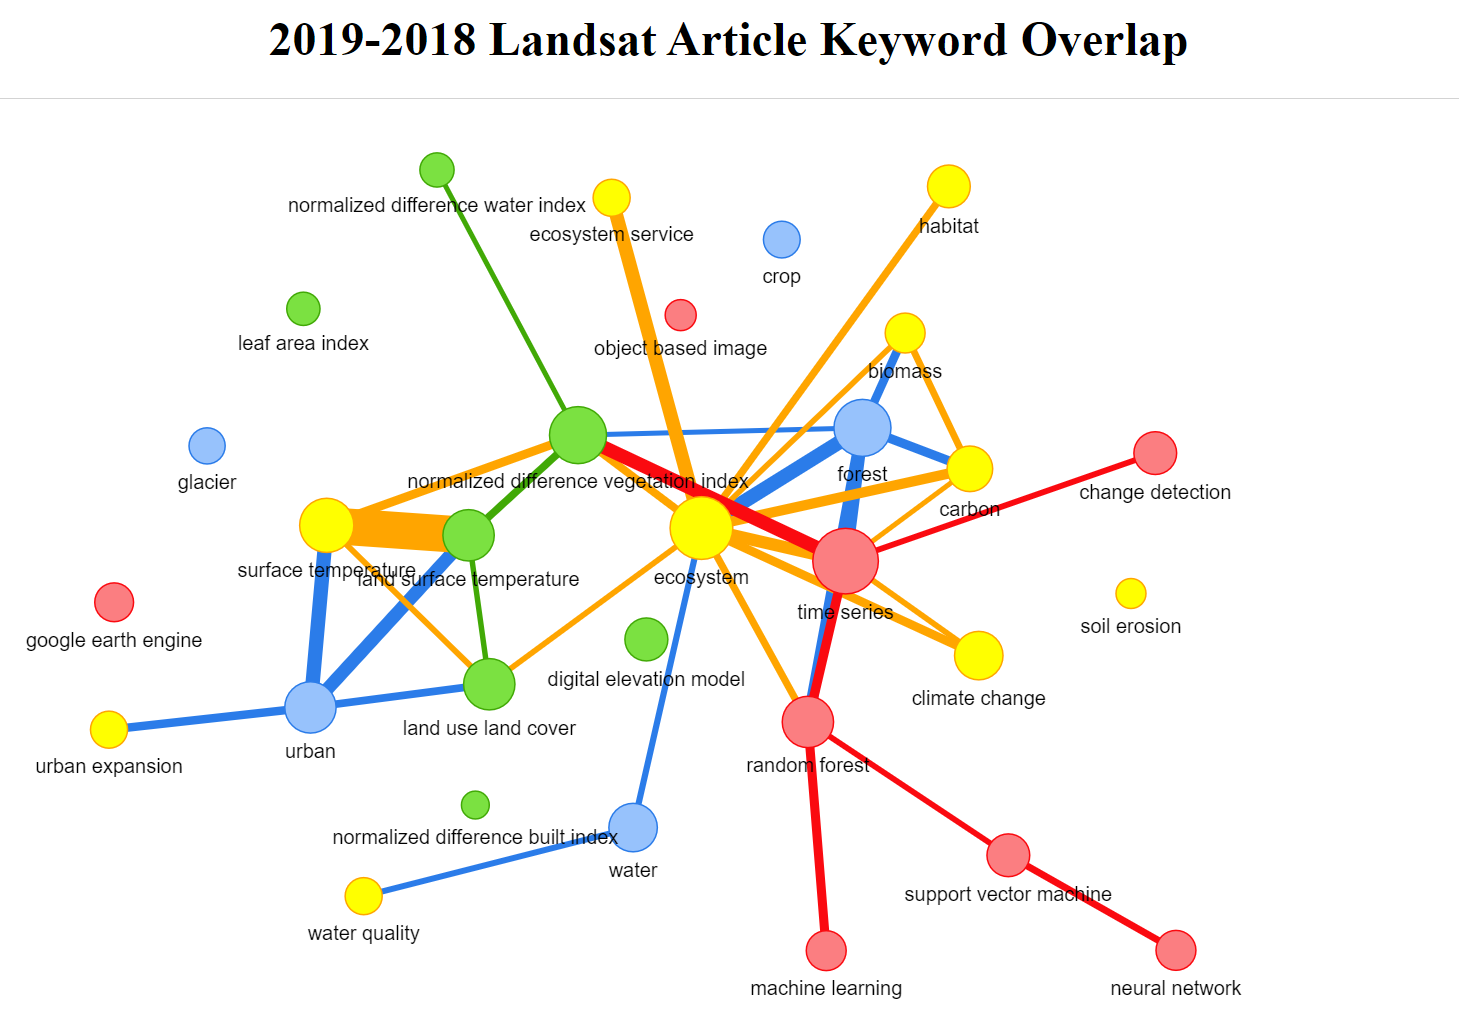 2019-2018 Landsat Article Keyword Overlap
normalized difference water index
ecosystem service
habitat
crop
leaf area index
object based image
biomass
glacier
normalized difference vegetation index
forest
carbon
change detection
surface temperature
land surface temperature
ecosystem
time series
soil erosion
google earth engine
digital elevation model
climate change
land use land cover
urban
urban expansion
random forest
normalized difference built index
water
support vector machine
water quality
machine learning
neural network